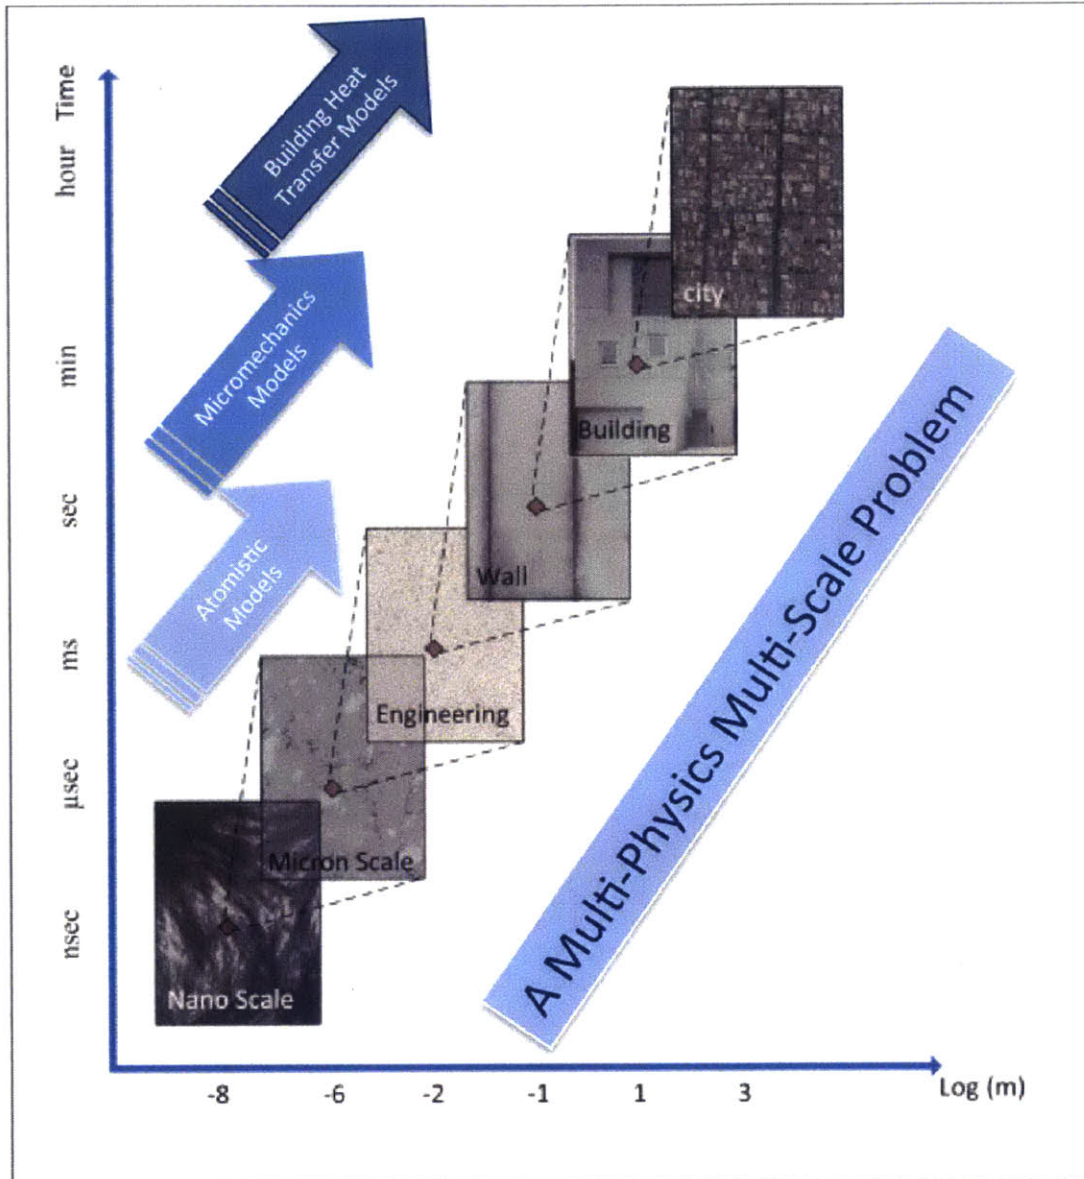 Time
hour
min
sec
ms
μsec
nsec
Building Heat
Transfer Models
Micromechanics
Models
Atomistic
Models
city
Building
Wall
Engineering
Micron Scale
Nano Scale
A Multi-Physics Multi-Scale Problem
-8
-6
-2
-1
1
3
Log (m)